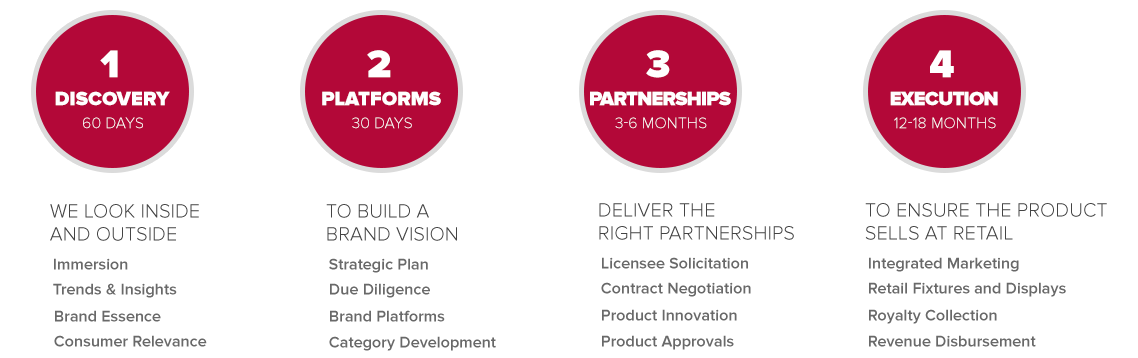 1
DISCOVERY
60 DAYS
WE LOOK INSIDE
AND OUTSIDE
Immersion
Trends & Insights
Brand Essence
Consumer Relevance
2
PLATFORMS
30 DAYS
TO BUILD A
BRAND VISION
Strategic Plan
Due Diligence
Brand Platforms
Category Development
3
PARTNERSHIPS
3-6 MONTHS
DELIVER THE
RIGHT PARTNERSHIPS
Licensee Solicitation
Contract Negotiation
Product Innovation
Product Approvals
4
EXECUTION
12-18 MONTHS
TO ENSURE THE PRODUCT
SELLS AT RETAIL
Integrated Marketing
Retail Fixtures and Displays
Royalty Collection
Revenue Disbursement